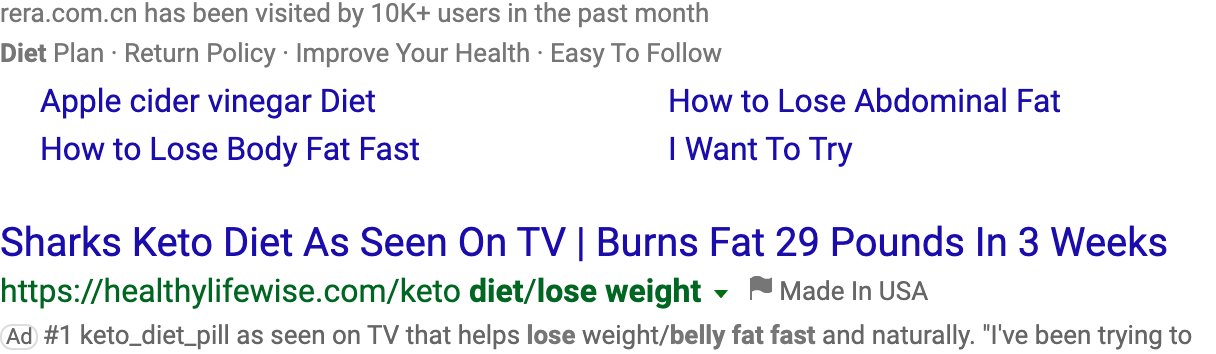 rera.com.cn has been visited by 10K+ users in the past month
Diet Plan · Return Policy · Improve Your Health · Easy To Follow
Apple cider vinegar Diet
How to Lose Abdominal Fat
How to Lose Body Fat Fast
I Want To Try
Sharks Keto Diet As Seen On TV | Burns Fat 29 Pounds In 3 Weeks
https://healthylifewise.com/keto diet/lose weight Made In USA
Ad #1 keto_diet_pill as seen on TV that helps lose weight/belly fat fast and naturally. "I've been trying to